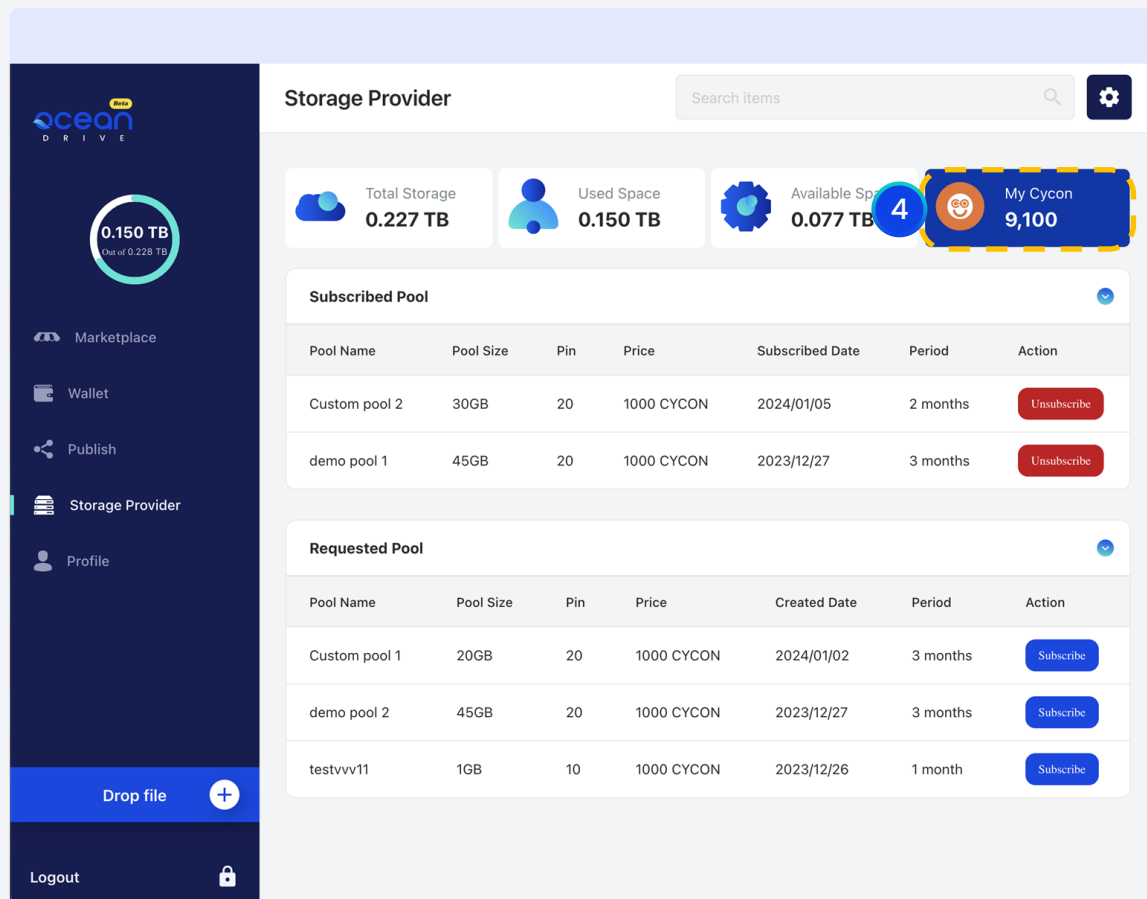 Beta
ocean
DRIVE
0.150 TB
Out of 0.228 TB
Marketplace
Wallet
Publish
Storage Provider
Profile
Drop file
Logout
Storage Provider
Search items
Total Storage
0.227 TB
Used Space
0.150 TB
Available Spa
0.077 TB
4
My Cycon
9,100
Subscribed Pool
Pool Name Pool Size Pin Price Subscribed Date Period Action
Custom pool 2 30GB 20 1000 CYCON 2024/01/05 2 months Unsubscribe
demo pool 1 45GB 20 1000 CYCON 2023/12/27 3 months Unsubscribe
Requested Pool
Pool Name Pool Size Pin Price Created Date Period Action
Custom pool 1 20GB 20 1000 CYCON 2024/01/02 3 months Subscribe
demo pool 2 45GB 20 1000 CYCON 2023/12/27 3 months Subscribe
testvvv11 1GB 10 1000 CYCON 2023/12/26 1 month Subscribe